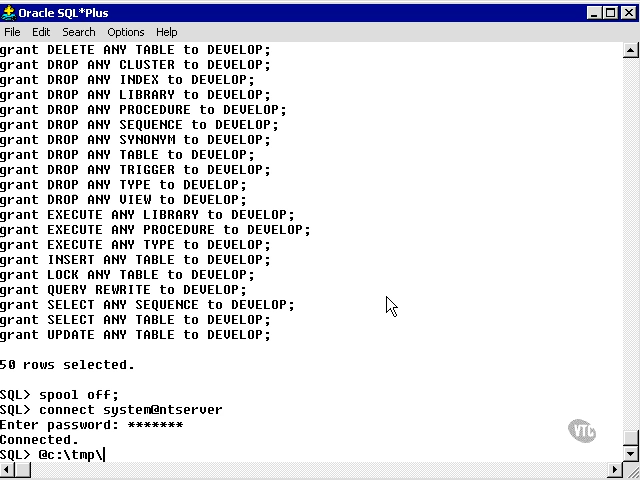 Oracle SQL*Plus
File Edit Search Options Help
grant DELETE ANY TABLE to DEVELOP;
grant DROP ANY CLUSTER to DEVELOP;
grant DROP ANY INDEX to DEVELOP;
grant DROP ANY LIBRARY to DEVELOP;
grant DROP ANY PROCEDURE to DEVELOP;
grant DROP ANY SEQUENCE to DEVELOP;
grant DROP ANY SYNONYM to DEVELOP;
grant DROP ANY TABLE to DEVELOP;
grant DROP ANY TRIGGER to DEVELOP;
grant DROP ANY TYPE to DEVELOP;
grant DROP ANY VIEW to DEVELOP;
grant EXECUTE ANY LIBRARY to DEVELOP;
grant EXECUTE ANY PROCEDURE to DEVELOP;
grant EXECUTE ANY TYPE to DEVELOP;
grant INSERT ANY TABLE to DEVELOP;
grant LOCK ANY TABLE to DEVELOP;
grant QUERY REWRITE to DEVELOP;
grant SELECT ANY SEQUENCE to DEVELOP;
grant SELECT ANY TABLE to DEVELOP;
grant UPDATE ANY TABLE to DEVELOP;
50 rows selected.
SQL> spool off;
SQL> connect system@ntserver
Enter password: *******
Connected.
SQL> @c:\tmp\
VTC